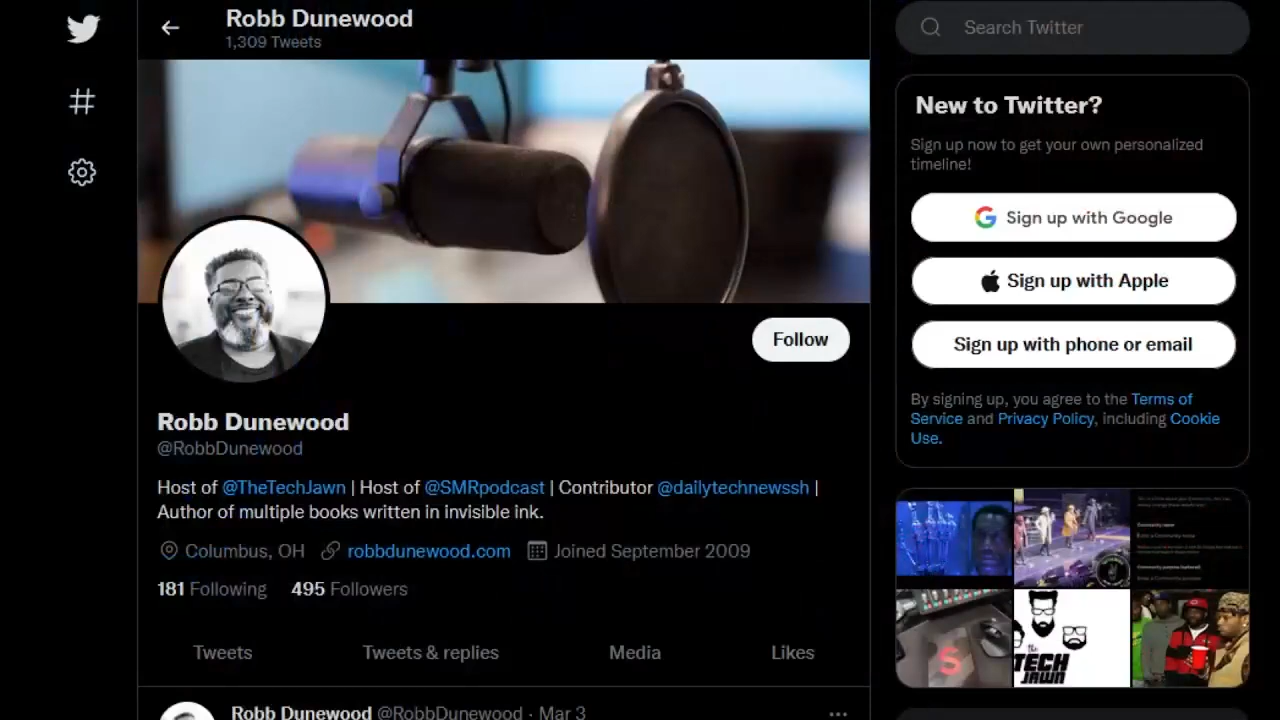 Robb Dunewood
1,309 Tweets
Search Twitter
New to Twitter?
Sign up now to get your own personalized
timeline!
Sign up with Google
Sign up with Apple
Sign up with phone or email
By signing up, you agree to the Terms of
Service and Privacy Policy, including Cookie
Use.
Follow
Robb Dunewood
@RobbDunewood
Host of @TheTechJawn | Host of @SMRpodcast | Contributor @dailytechnewssh |
Author of multiple books written in invisible ink.
Columbus, OH robbdunewood.com Joined September 2009
181 Following 495 Followers
Tweets Tweets & replies Media Likes
Robb Dunewood @RobbDunewood · Mar 3
S
the
TECH
JAWN